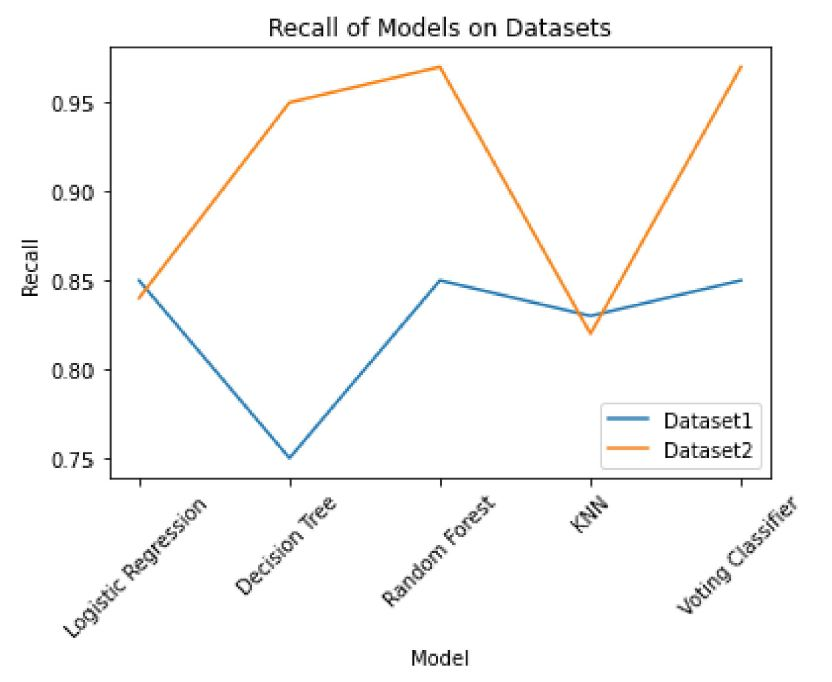 Recall of Models on Datasets
0.95
0.90
0.85
0.80
0.75
Recall
Dataset1
Dataset2
Logistic Regression
Decision Tree
Random Forest
KNN
Voting Classifier
Model